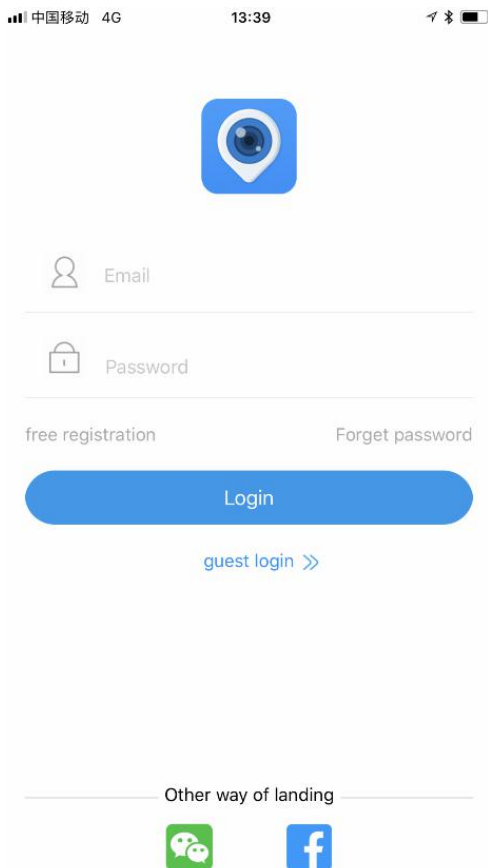 中国移动 4G 13:39
Email
Password
free registration Forget password
Login
guest login
Other way of landing